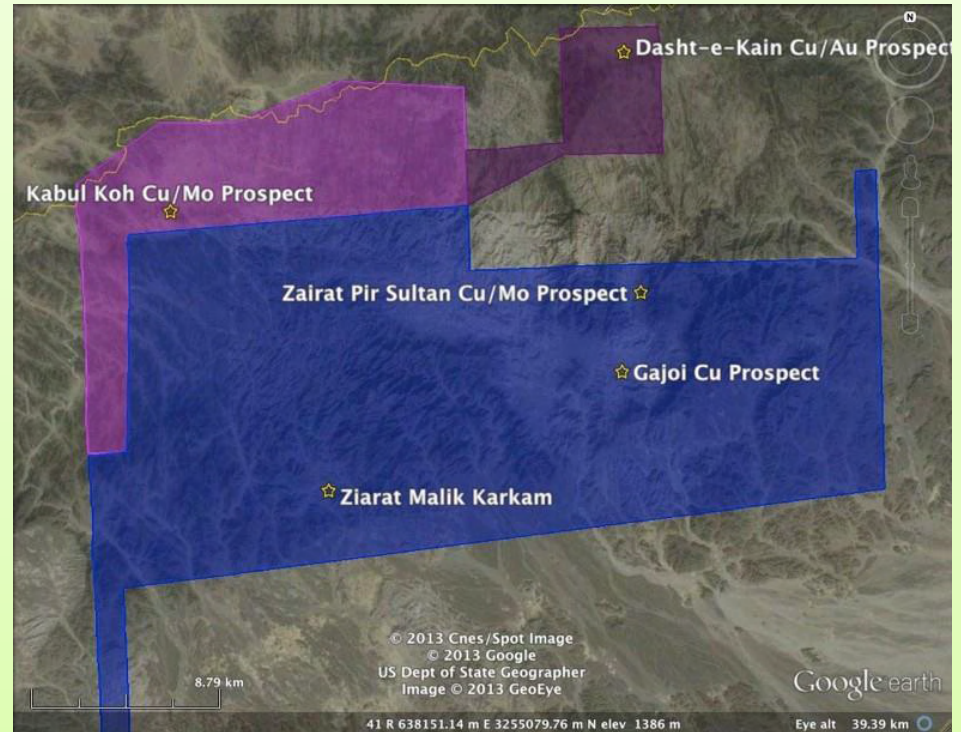 N
Dasht-e-Kain Cu/Au Prospect
Kabul Koh Cu/Mo Prospect
Zairat Pir Sultan Cu/Mo Prospect
Gajoi Cu Prospect
Ziarat Malik Karkam
© 2013 Cnes/Spot Image
© 2013 Google
US Dept of State Geographer
Image © 2013 GeoEye
8.79 km
Google earth
41 R 638151.14 m E 3255079.76 m N elev 1386 m
Eye alt 39.39 km